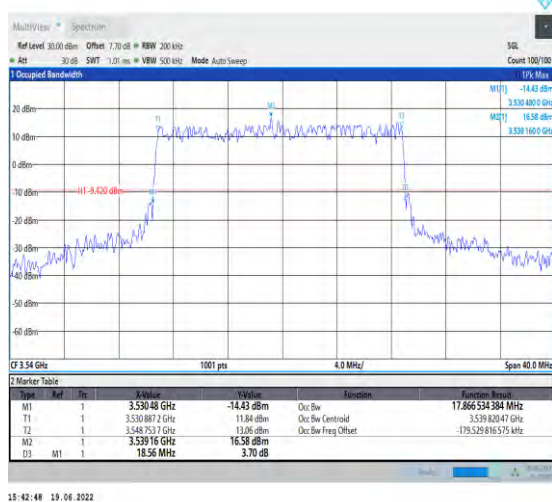 MultiView Spectrum
Ref Level 30.00 dBm Offset 7.70 dB RBW 200 kHz SGL
Att 30 dB SWT 1.01 ms VBW 500 kHz Mode Auto Sweep Count 100/100
1 Occupied Bandwidth 1Pk Max
M1[1] -14.43 dBm
3.530 480 0 GHz
M2[1] 16.58 dBm
3.539 160 0 GHz
20 dBm
T1 M2 T2
10 dBm
0 dBm
-10 dBm H1 -9.420 dBm
-20 dBm
-30 dBm
-40 dBm
-50 dBm
-60 dBm
CF 3.54 GHz 1001 pts 4.0 MHz/ Span 40.0 MHz
2 Marker Table
Type Ref Trc X-Value Y-Value Function Function Result
M1 1 3.530 48 GHz -14.43 dBm Occ Bw 17.866 534 384 MHz
T1 1 3.530 887 2 GHz 11.84 dBm Occ Bw Centroid 3.539 820 47 GHz
T2 1 3.548 753 7 GHz 13.06 dBm Occ Bw Freq Offset -179.529 816 575 kHz
M2 1 3.539 16 GHz 16.58 dBm
D3 M1 1 18.56 MHz 3.70 dB
15:42:48 19.06.2022